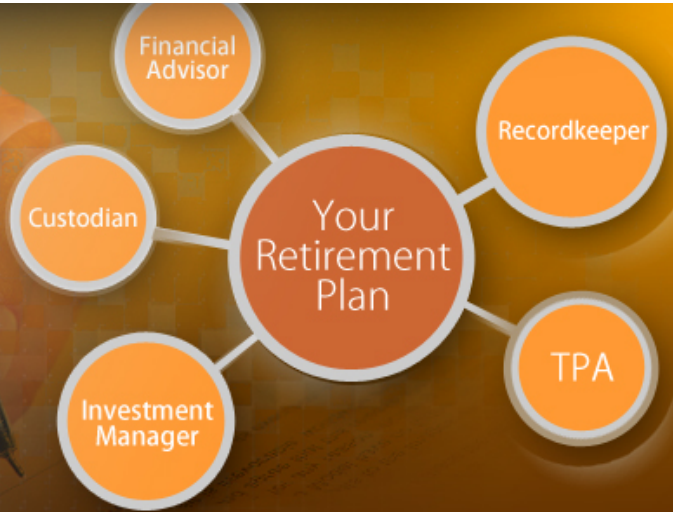 Financial
Advisor
Recordkeeper
Custodian
Your
Retirement
Plan
TPA
Investment
Manager